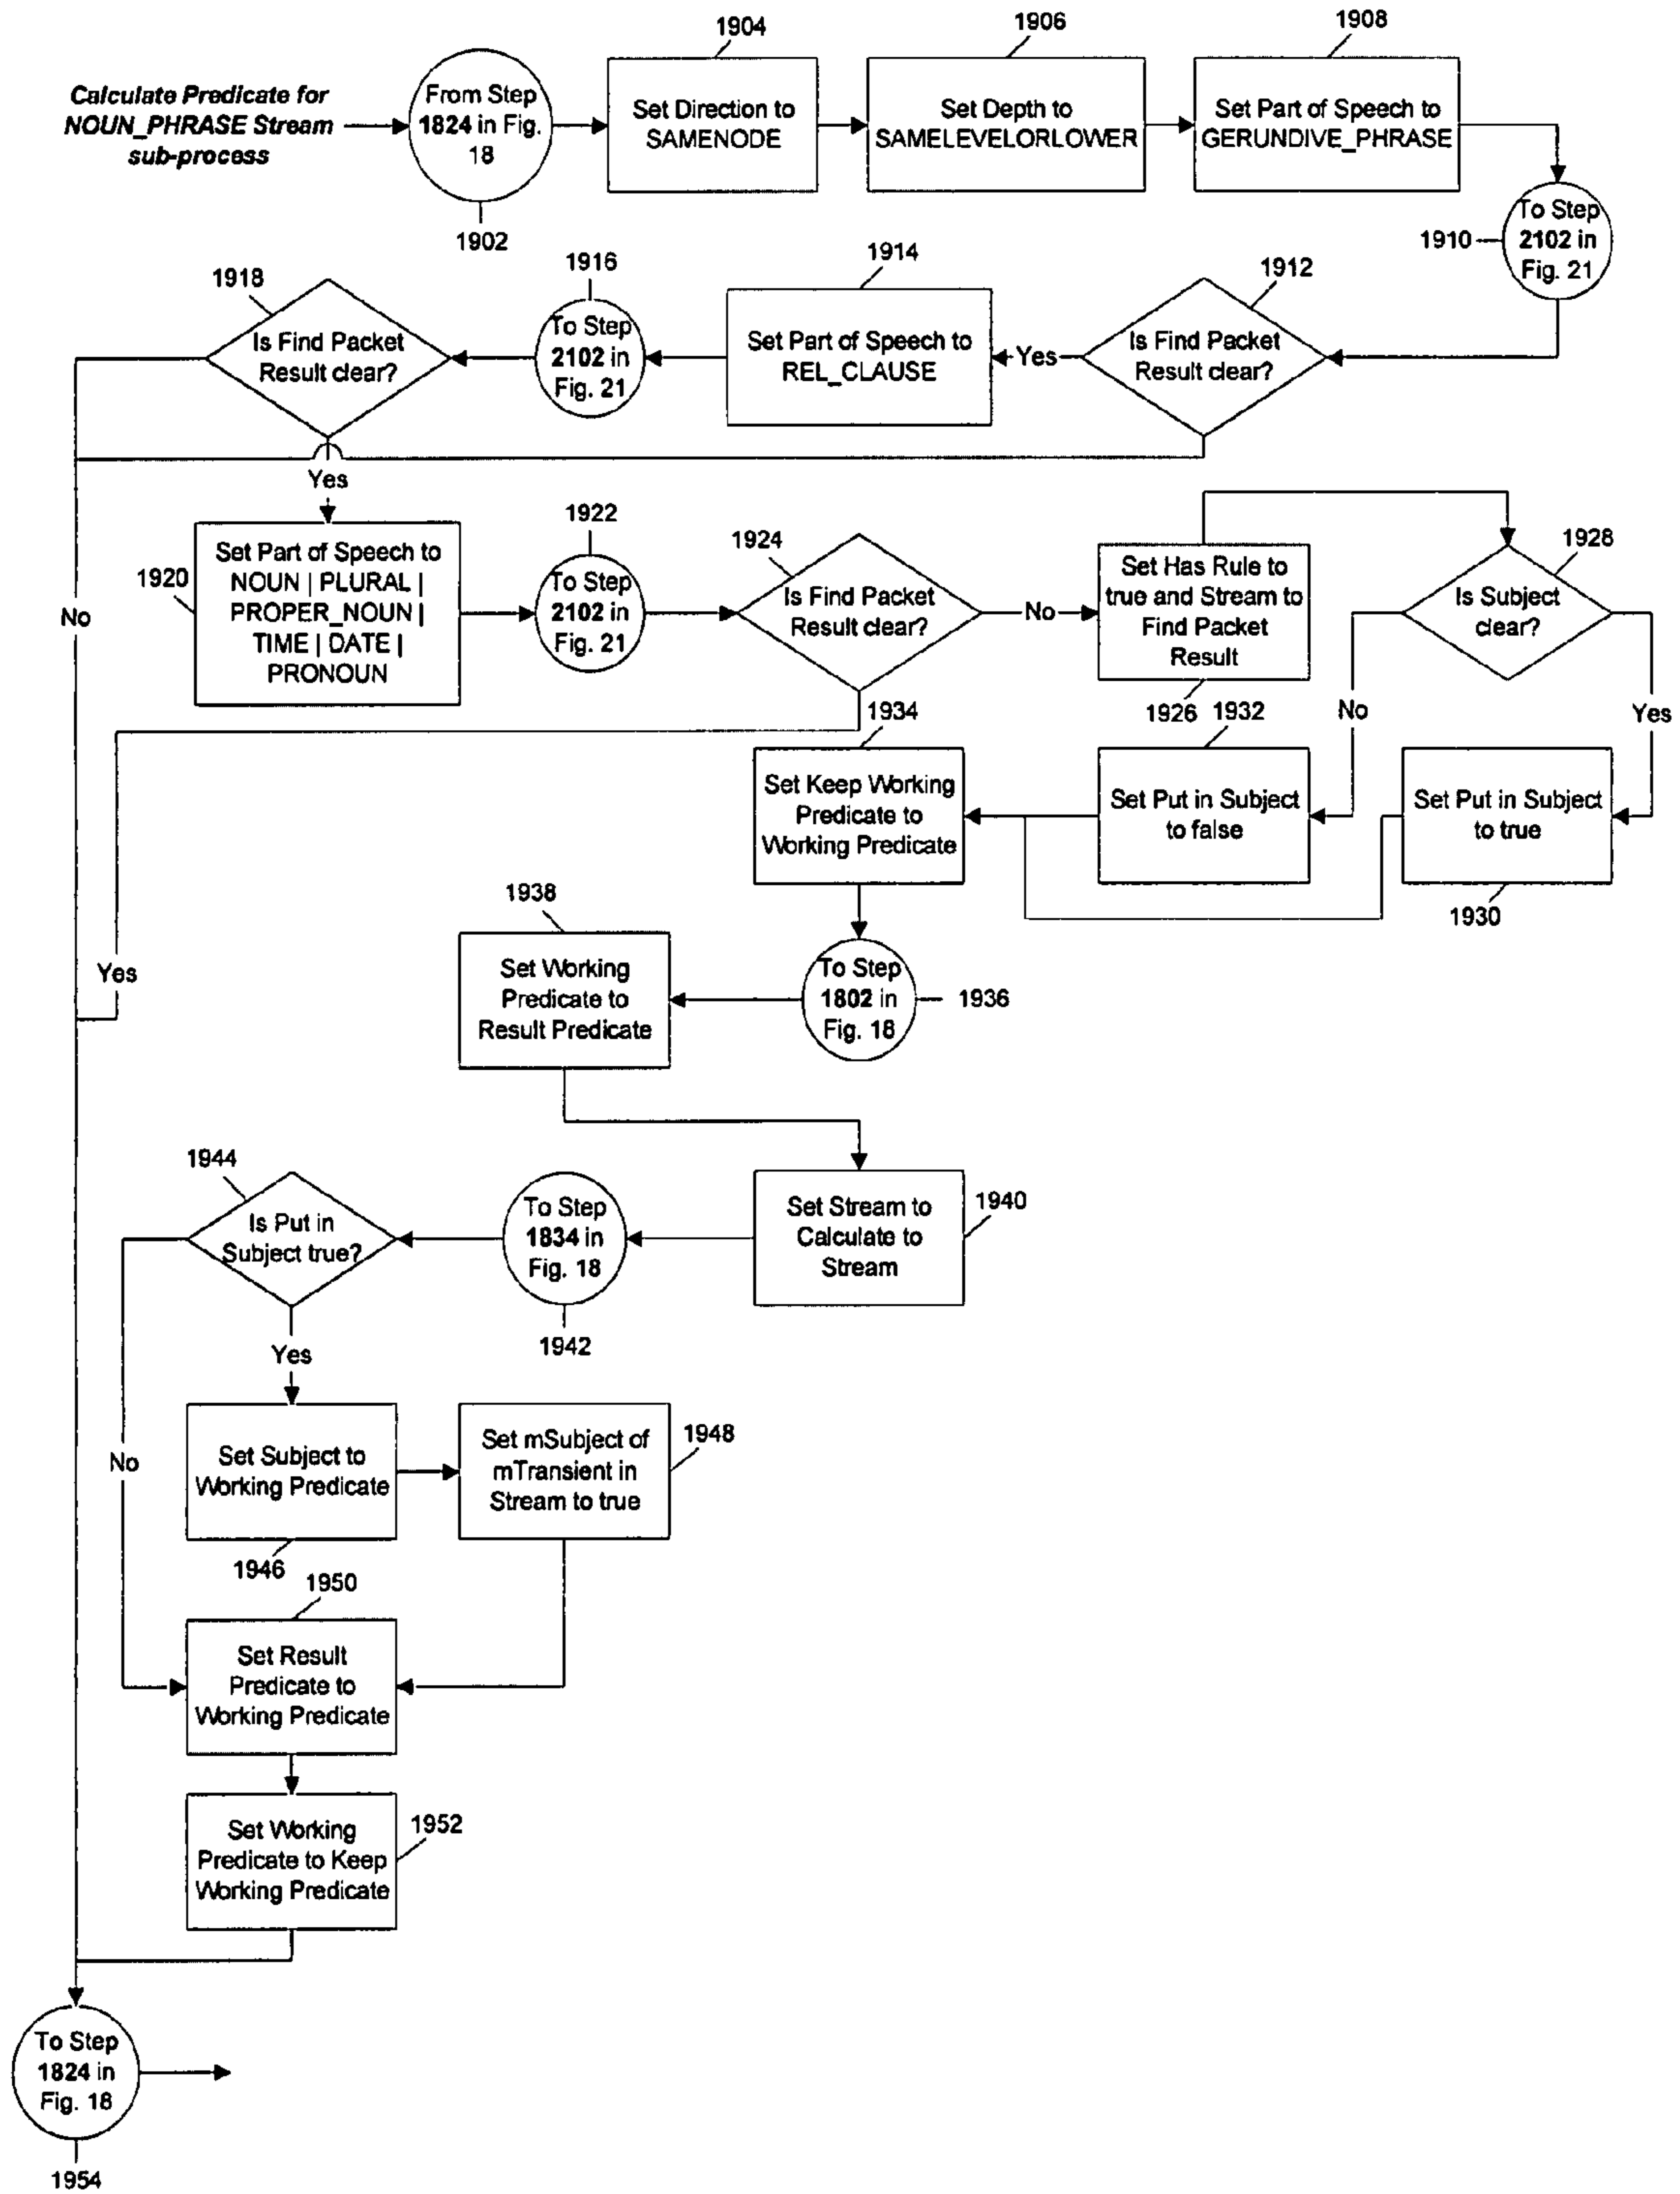 1904
1906
1908
Calculate Predicate for
NOUN_PHRASE Stream
sub-process
From Step
1824 in Fig.
18
Set Direction to
SAMENODE
Set Depth to
SAMELEVELORLOWER
Set Part of Speech to
GERUNDIVE_PHRASE
1902
1910
To Step
2102 in
Fig. 21
1918
1916
1914
1912
Is Find Packet
Result clear?
To Step
2102 in
Fig. 21
Set Part of Speech to
REL_CLAUSE
Yes
Is Find Packet
Result clear?
Yes
No
1920
Set Part of Speech to
NOUN | PLURAL |
PROPER_NOUN |
TIME | DATE |
PRONOUN
1922
To Step
2102 in
Fig. 21
1924
Is Find Packet
Result clear?
No
Set Has Rule to
true and Stream to
Find Packet
Result
1928
Is Subject
clear?
1934
1926
1932
No
Yes
Set Keep Working
Predicate to
Working Predicate
Set Put in Subject
to false
Set Put in Subject
to true
1930
1938
Yes
Set Working
Predicate to
Result Predicate
To Step
1802 in
Fig. 18
1936
1944
Is Put in
Subject true?
To Step
1834 in
Fig. 18
Set Stream to
Calculate to
Stream
1940
1942
Yes
No
Set Subject to
Working Predicate
Set mSubject of
mTransient in
Stream to true
1948
1946
1950
Set Result
Predicate to
Working Predicate
Set Working
Predicate to Keep
Working Predicate
1952
To Step
1824 in
Fig. 18
1954